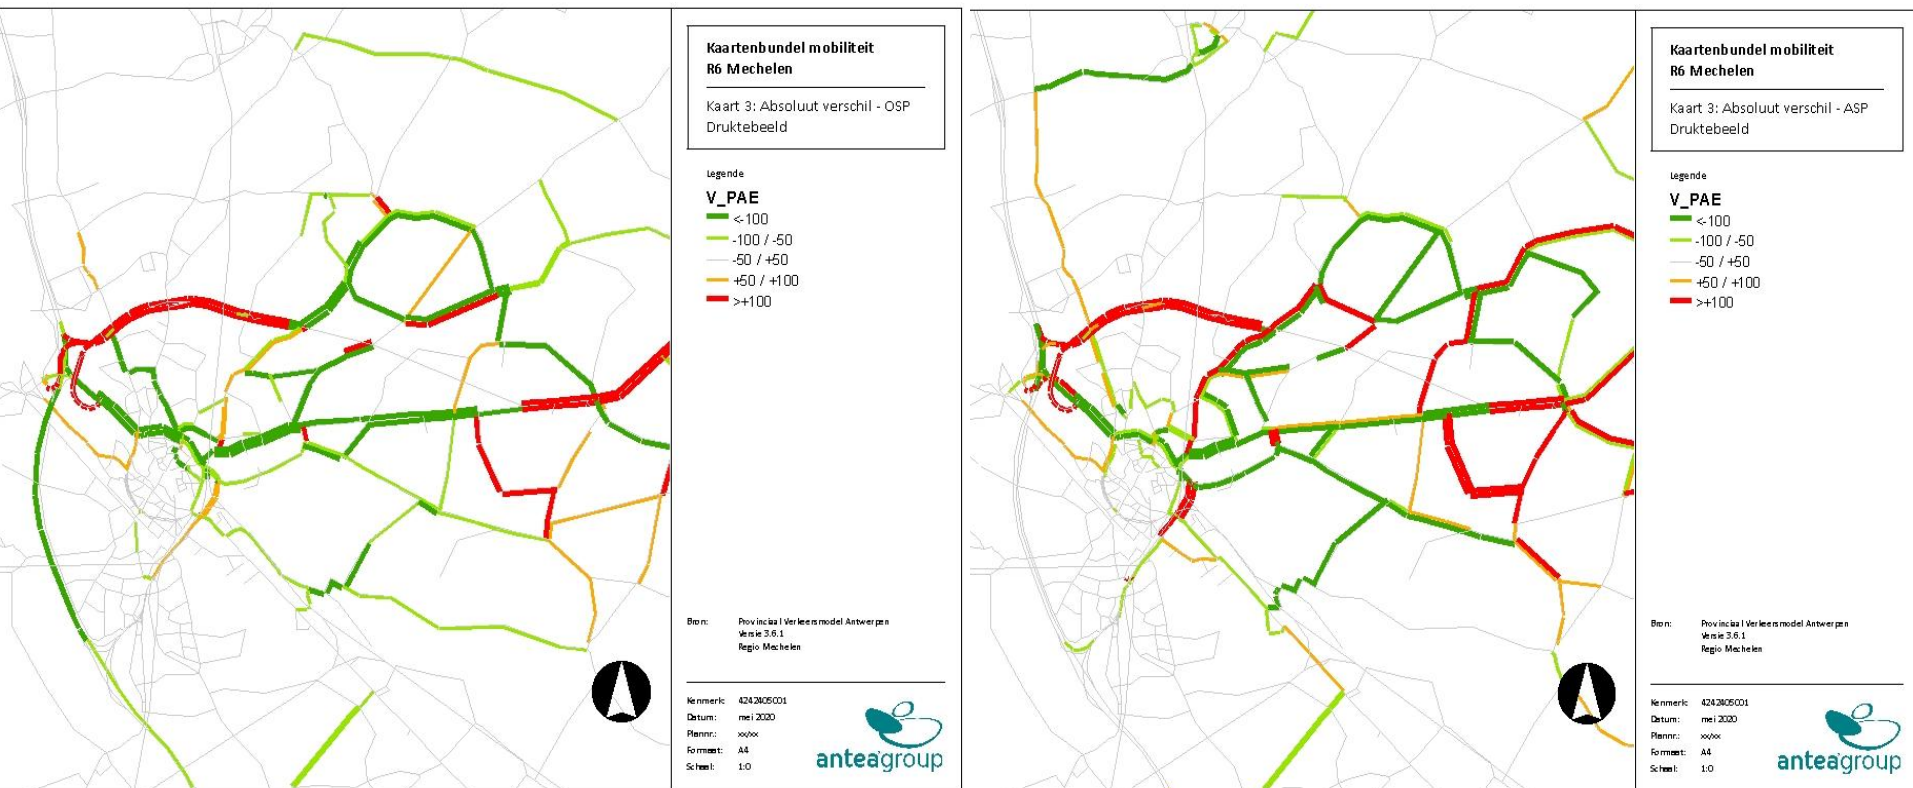 Kaartenbundel mobiliteit
R6 Mechelen
Kaart 3: Absoluut verschil - OSP
Druktebeeld
Legende
V_PAE
<-100
-100 / -50
-50 / +50
+50 / +100
>+100
Bron: Provinciaal Verkeersmodel Antwerpen
Versie 3.6.1
Regio Mechelen
Kenmerk: 4242405001
Datum: mei 2020
Plannr.: xx/xx
Formaat: A4
Schaal: 1:0
anteagroup
Kaartenbundel mobiliteit
R6 Mechelen
Kaart 3: Absoluut verschil - ASP
Druktebeeld
Legende
V_PAE
<-100
-100 / -50
-50 / +50
+50 / +100
>+100
Bron: Provinciaal Verkeersmodel Antwerpen
Versie 3.6.1
Regio Mechelen
Kenmerk: 4242405001
Datum: mei 2020
Plannr.: xx/xx
Formaat: A4
Schaal: 1:0
anteagroup